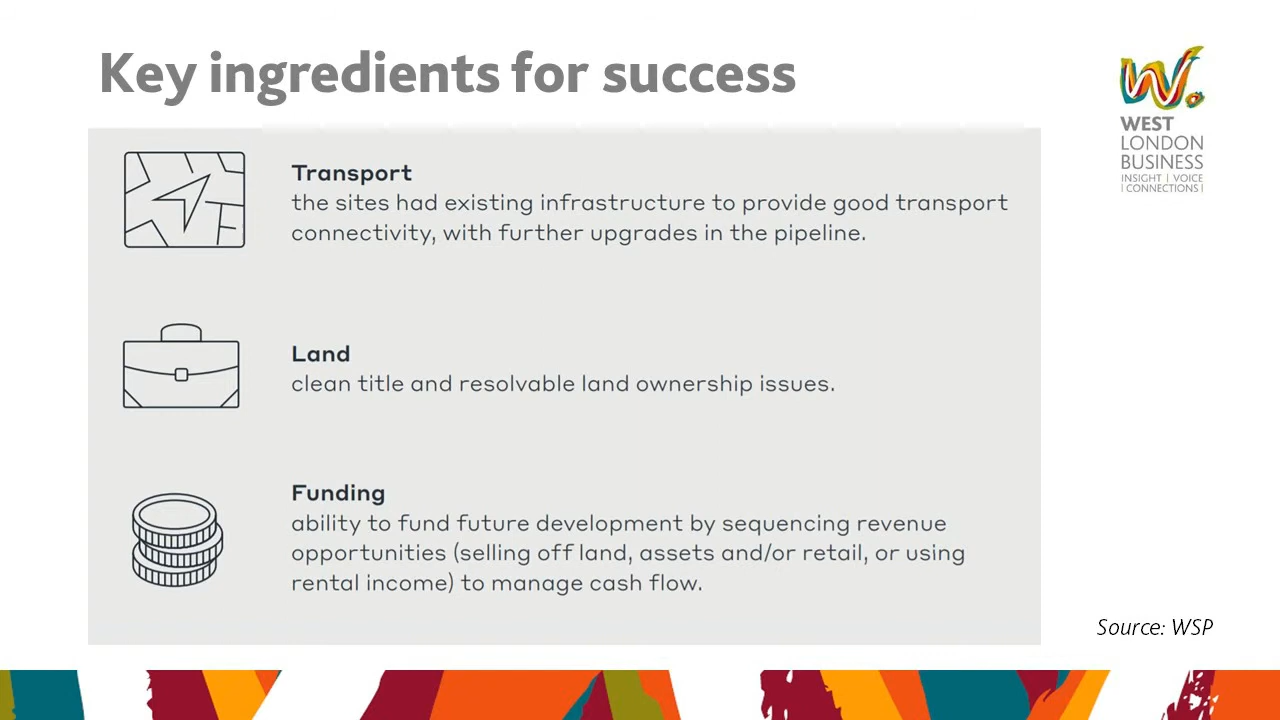 Key ingredients for success
WEST
LONDON
BUSINESS
INSIGHT | VOICE
| CONNECTIONS |
Transport
the sites had existing infrastructure to provide good transport
connectivity, with further upgrades in the pipeline.
Land
clean title and resolvable land ownership issues.
Funding
ability to fund future development by sequencing revenue
opportunities (selling off land, assets and/or retail, or using
rental income) to manage cash flow.
Source: WSP